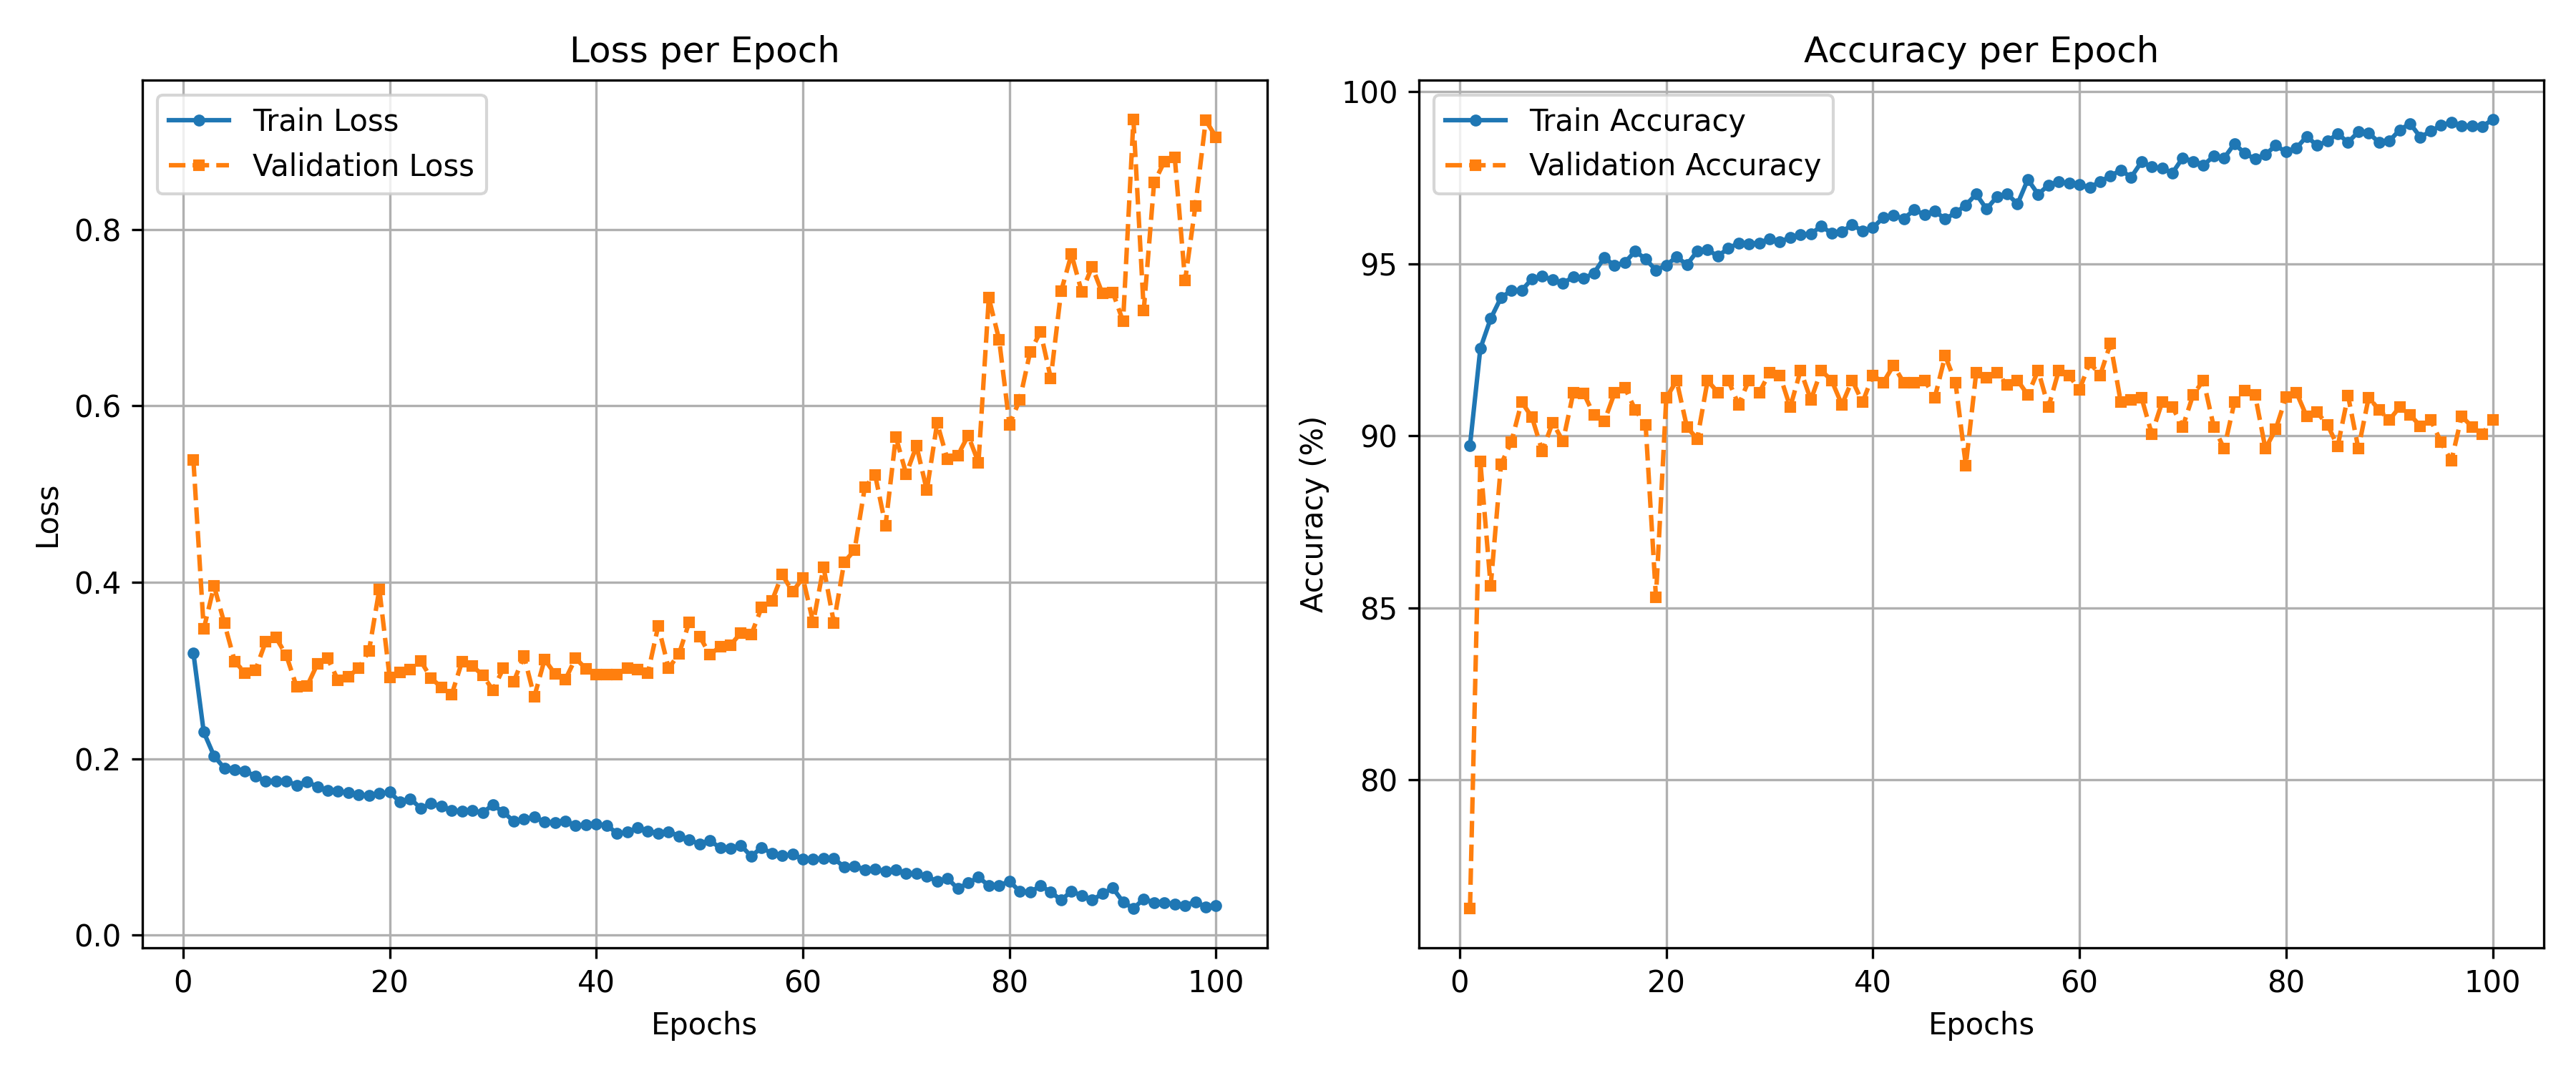 Loss per Epoch
Train Loss
Validation Loss
Loss
0.8
0.6
0.4
0.2
0.0
0 20 40 60 80 100
Epochs
Accuracy per Epoch
Train Accuracy
Validation Accuracy
Accuracy (%)
100
95
90
85
80
0 20 40 60 80 100
Epochs